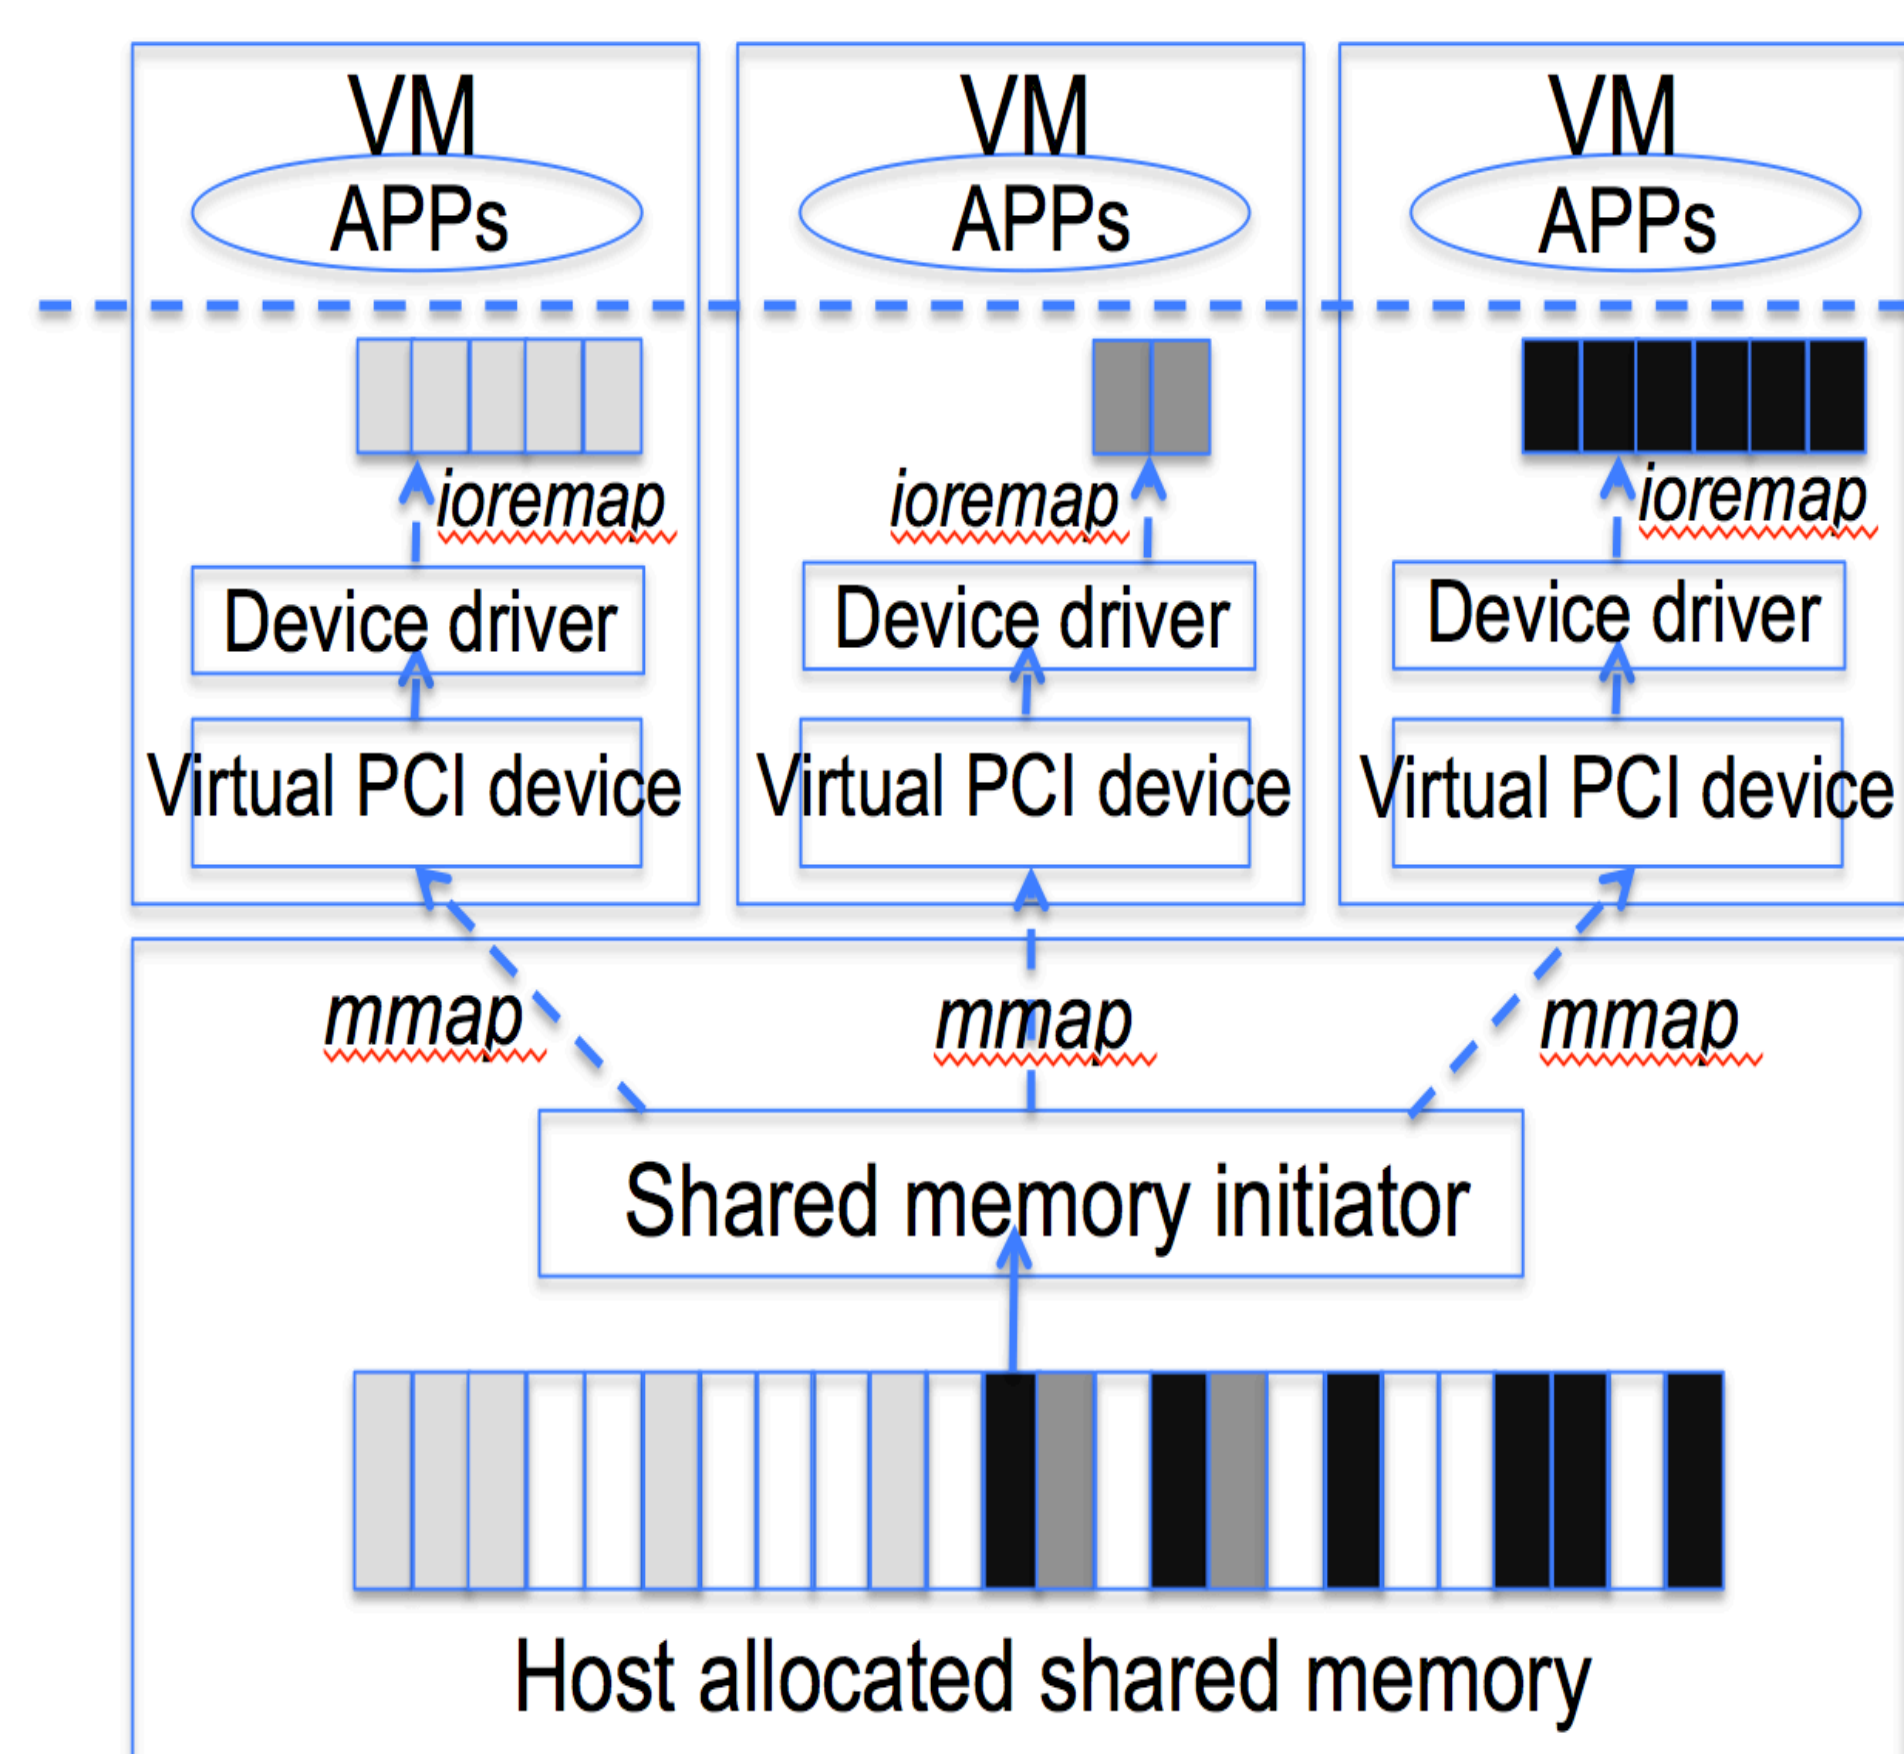 VM VM VM
APPs APPs APPs
ioremap ioremap ioremap
Device driver Device driver Device driver
Virtual PCI device Virtual PCI device Virtual PCI device
mmap mmap mmap
Shared memory initiator
Host allocated shared memory